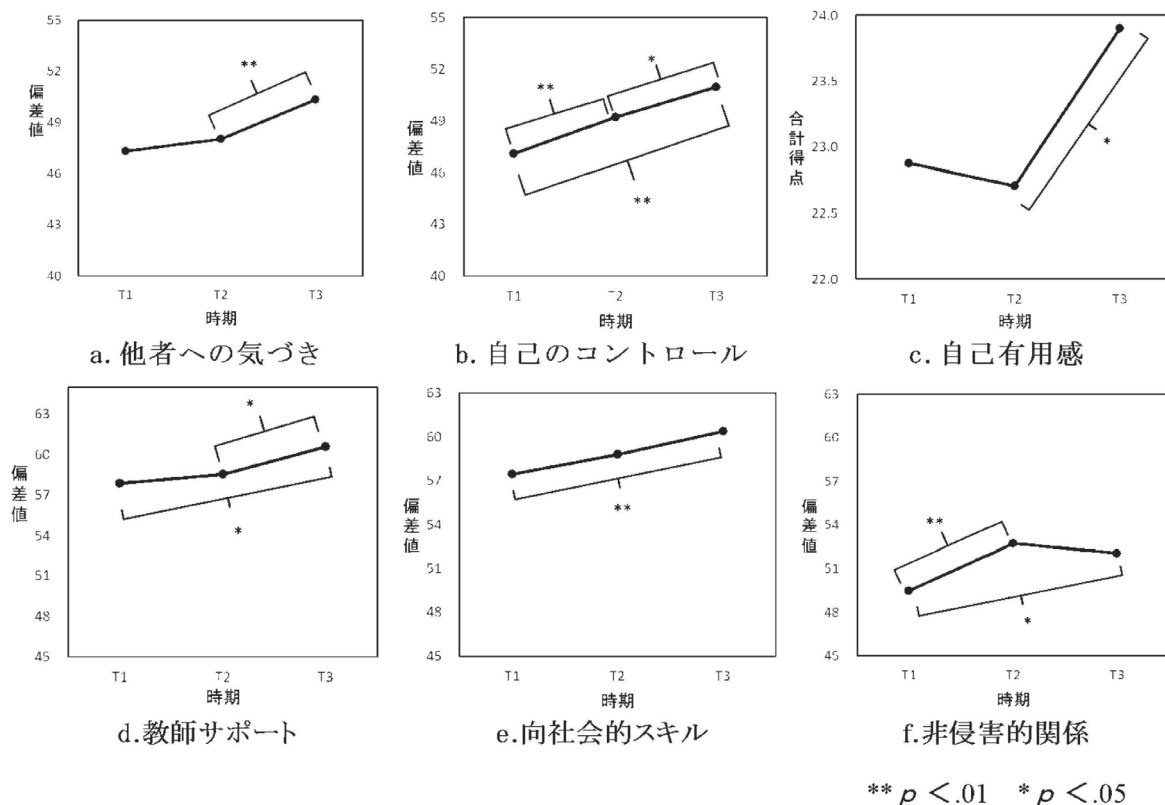 55
52
49
46
43
40
偏差値
**
T1 T2 T3
時期
a.他者への気づき
55
52
49
46
43
40
偏差値
**
*
**
T1 T2 T3
時期
b.自己のコントロール
24.0
23.5
23.0
22.5
22.0
合計得点
*
T1 T2 T3
時期
c.自己有用感
63
60
57
54
51
48
45
偏差値
*
*
T1 T2 T3
時期
d.教師サポート
63
60
57
54
51
48
45
偏差値
**
T1 T2 T3
時期
e.向社会的スキル
63
60
57
54
51
48
45
偏差値
**
*
T1 T2 T3
時期
f.非侵害的関係
** p <.01 * p <.05